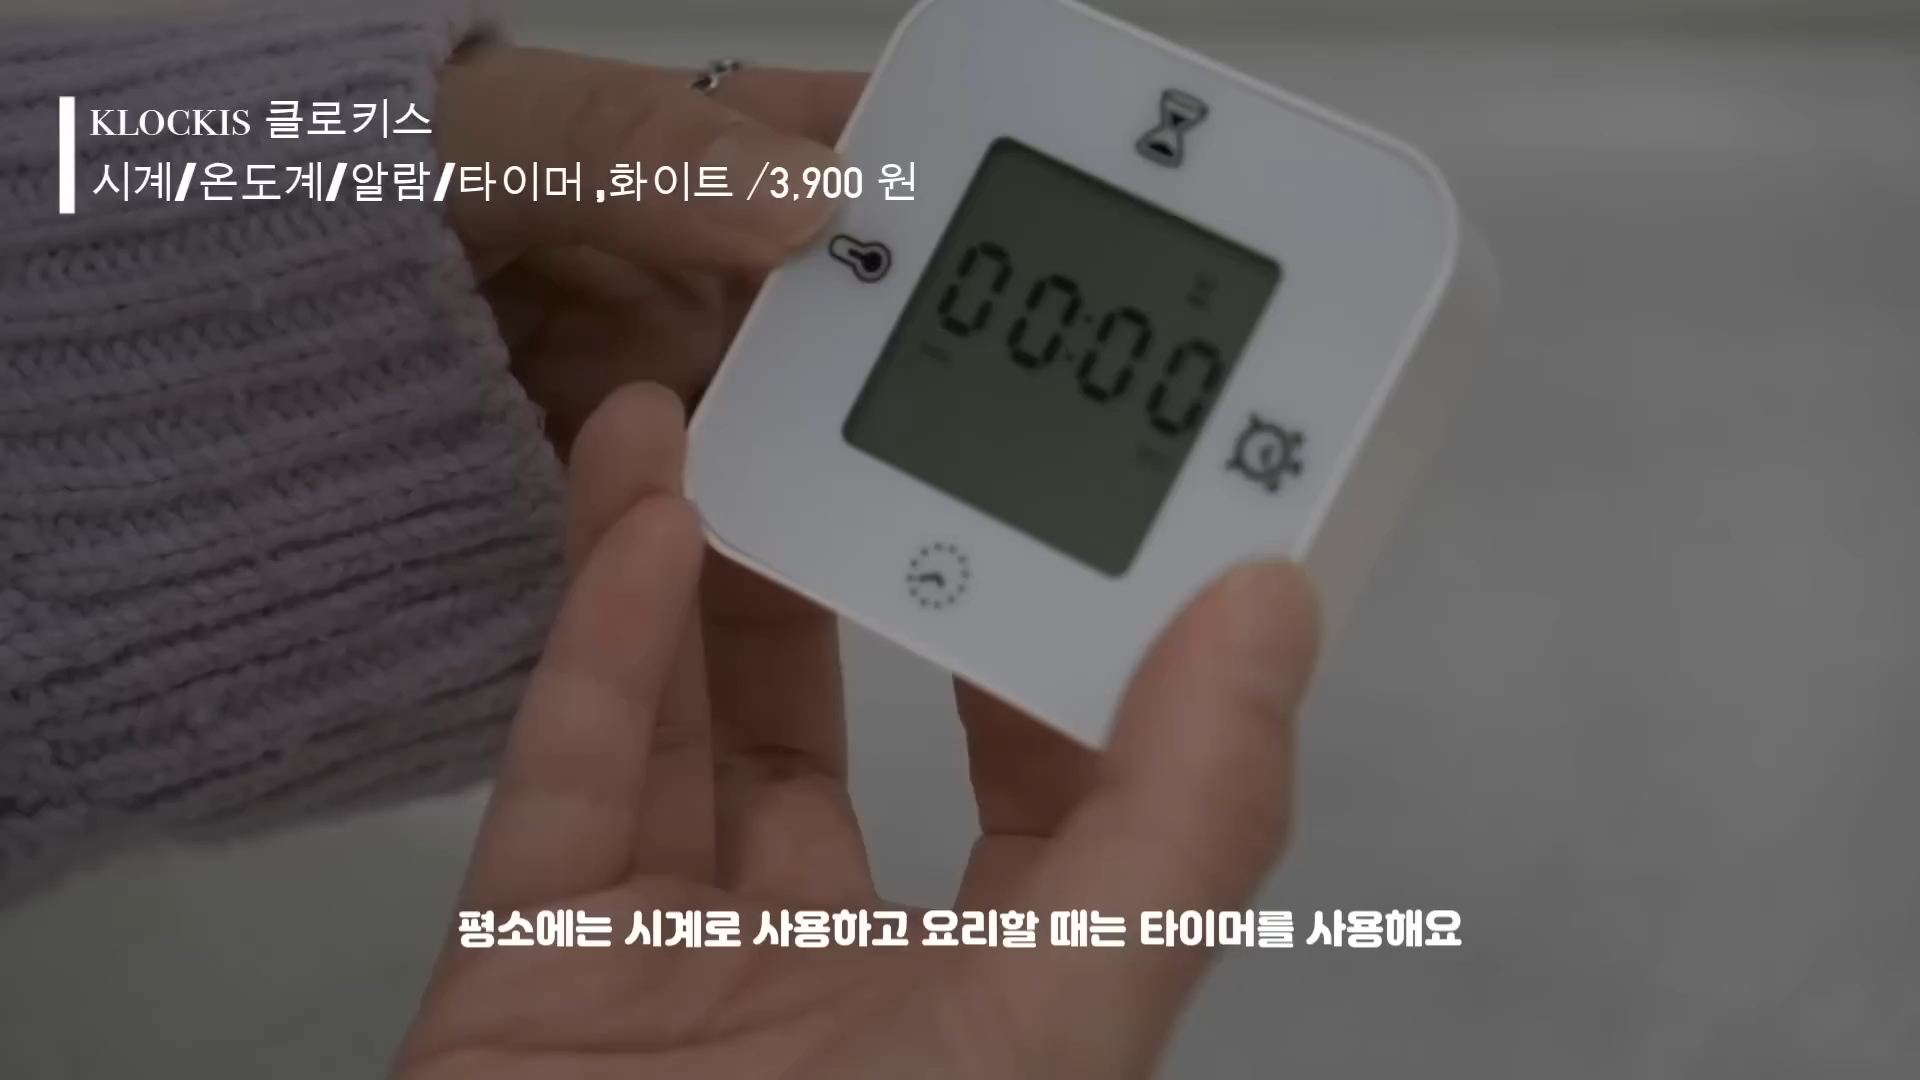 KLOCKIS 클로키스
시계/온도계/알람/타이머 ,화이트 /3,900 원
00:00
평소에는 시계로 사용하고 요리할 때는 타이머를 사용해요